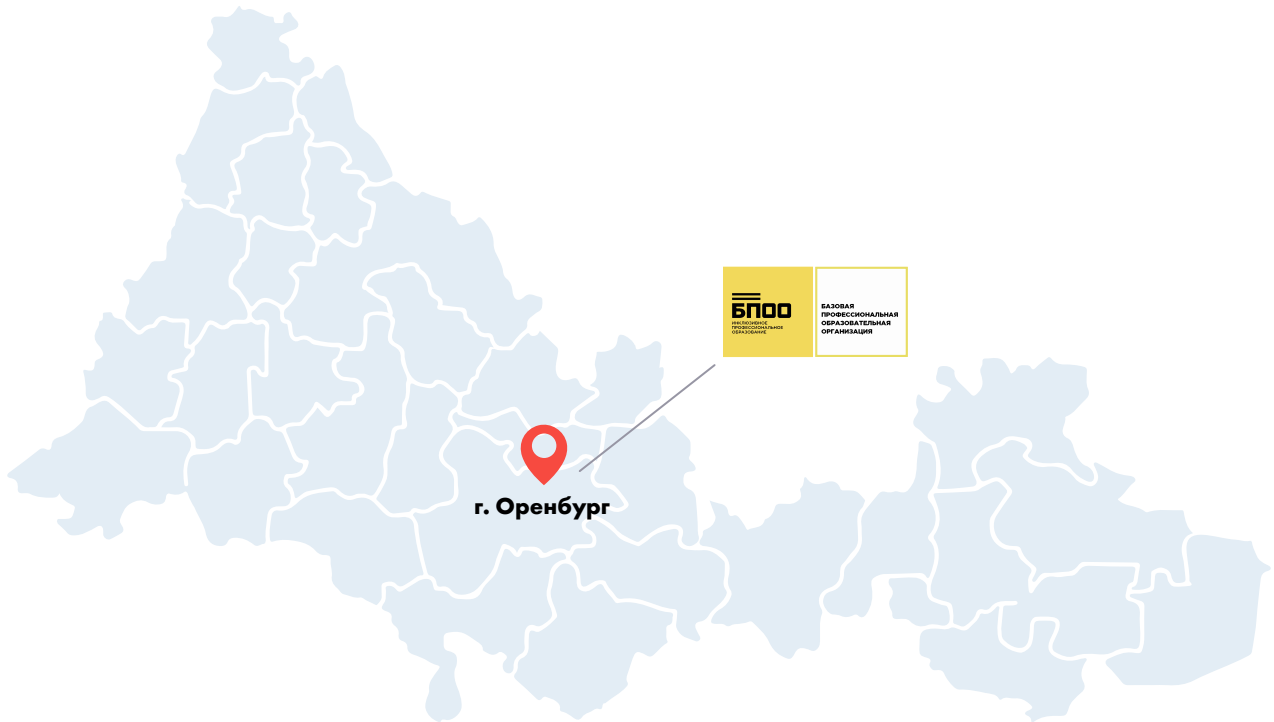 БПОО
ИНКЛЮЗИВНОЕ
ПРОФЕССИОНАЛЬНОЕ
ОБРАЗОВАНИЕ
БАЗОВАЯ
ПРОФЕССИОНАЛЬНАЯ
ОБРАЗОВАТЕЛЬНАЯ
ОРГАНИЗАЦИЯ
г. Оренбург